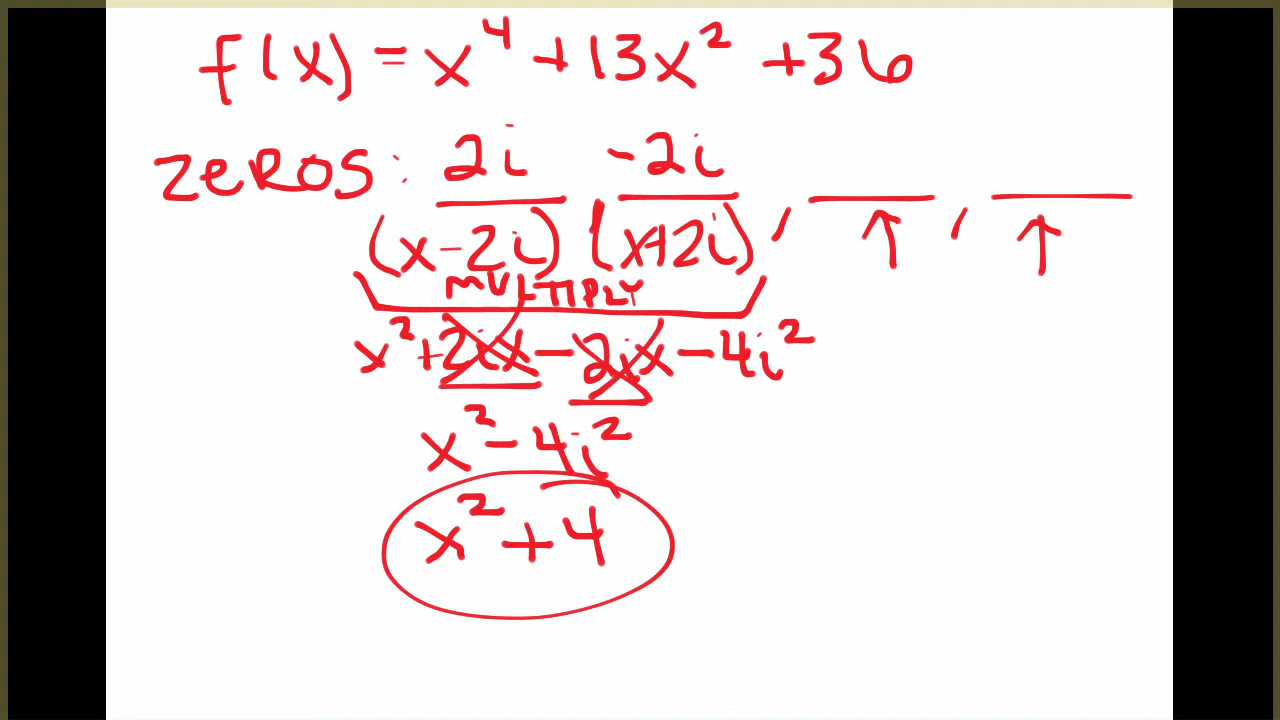 f(x) = x⁴ + 13x² + 36
zeros: 2i -2i , ,
(x - 2i) (x + 2i)
MULTIPLY
x² + 2ix - 2ix - 4i²
x² - 4i²
x² + 4